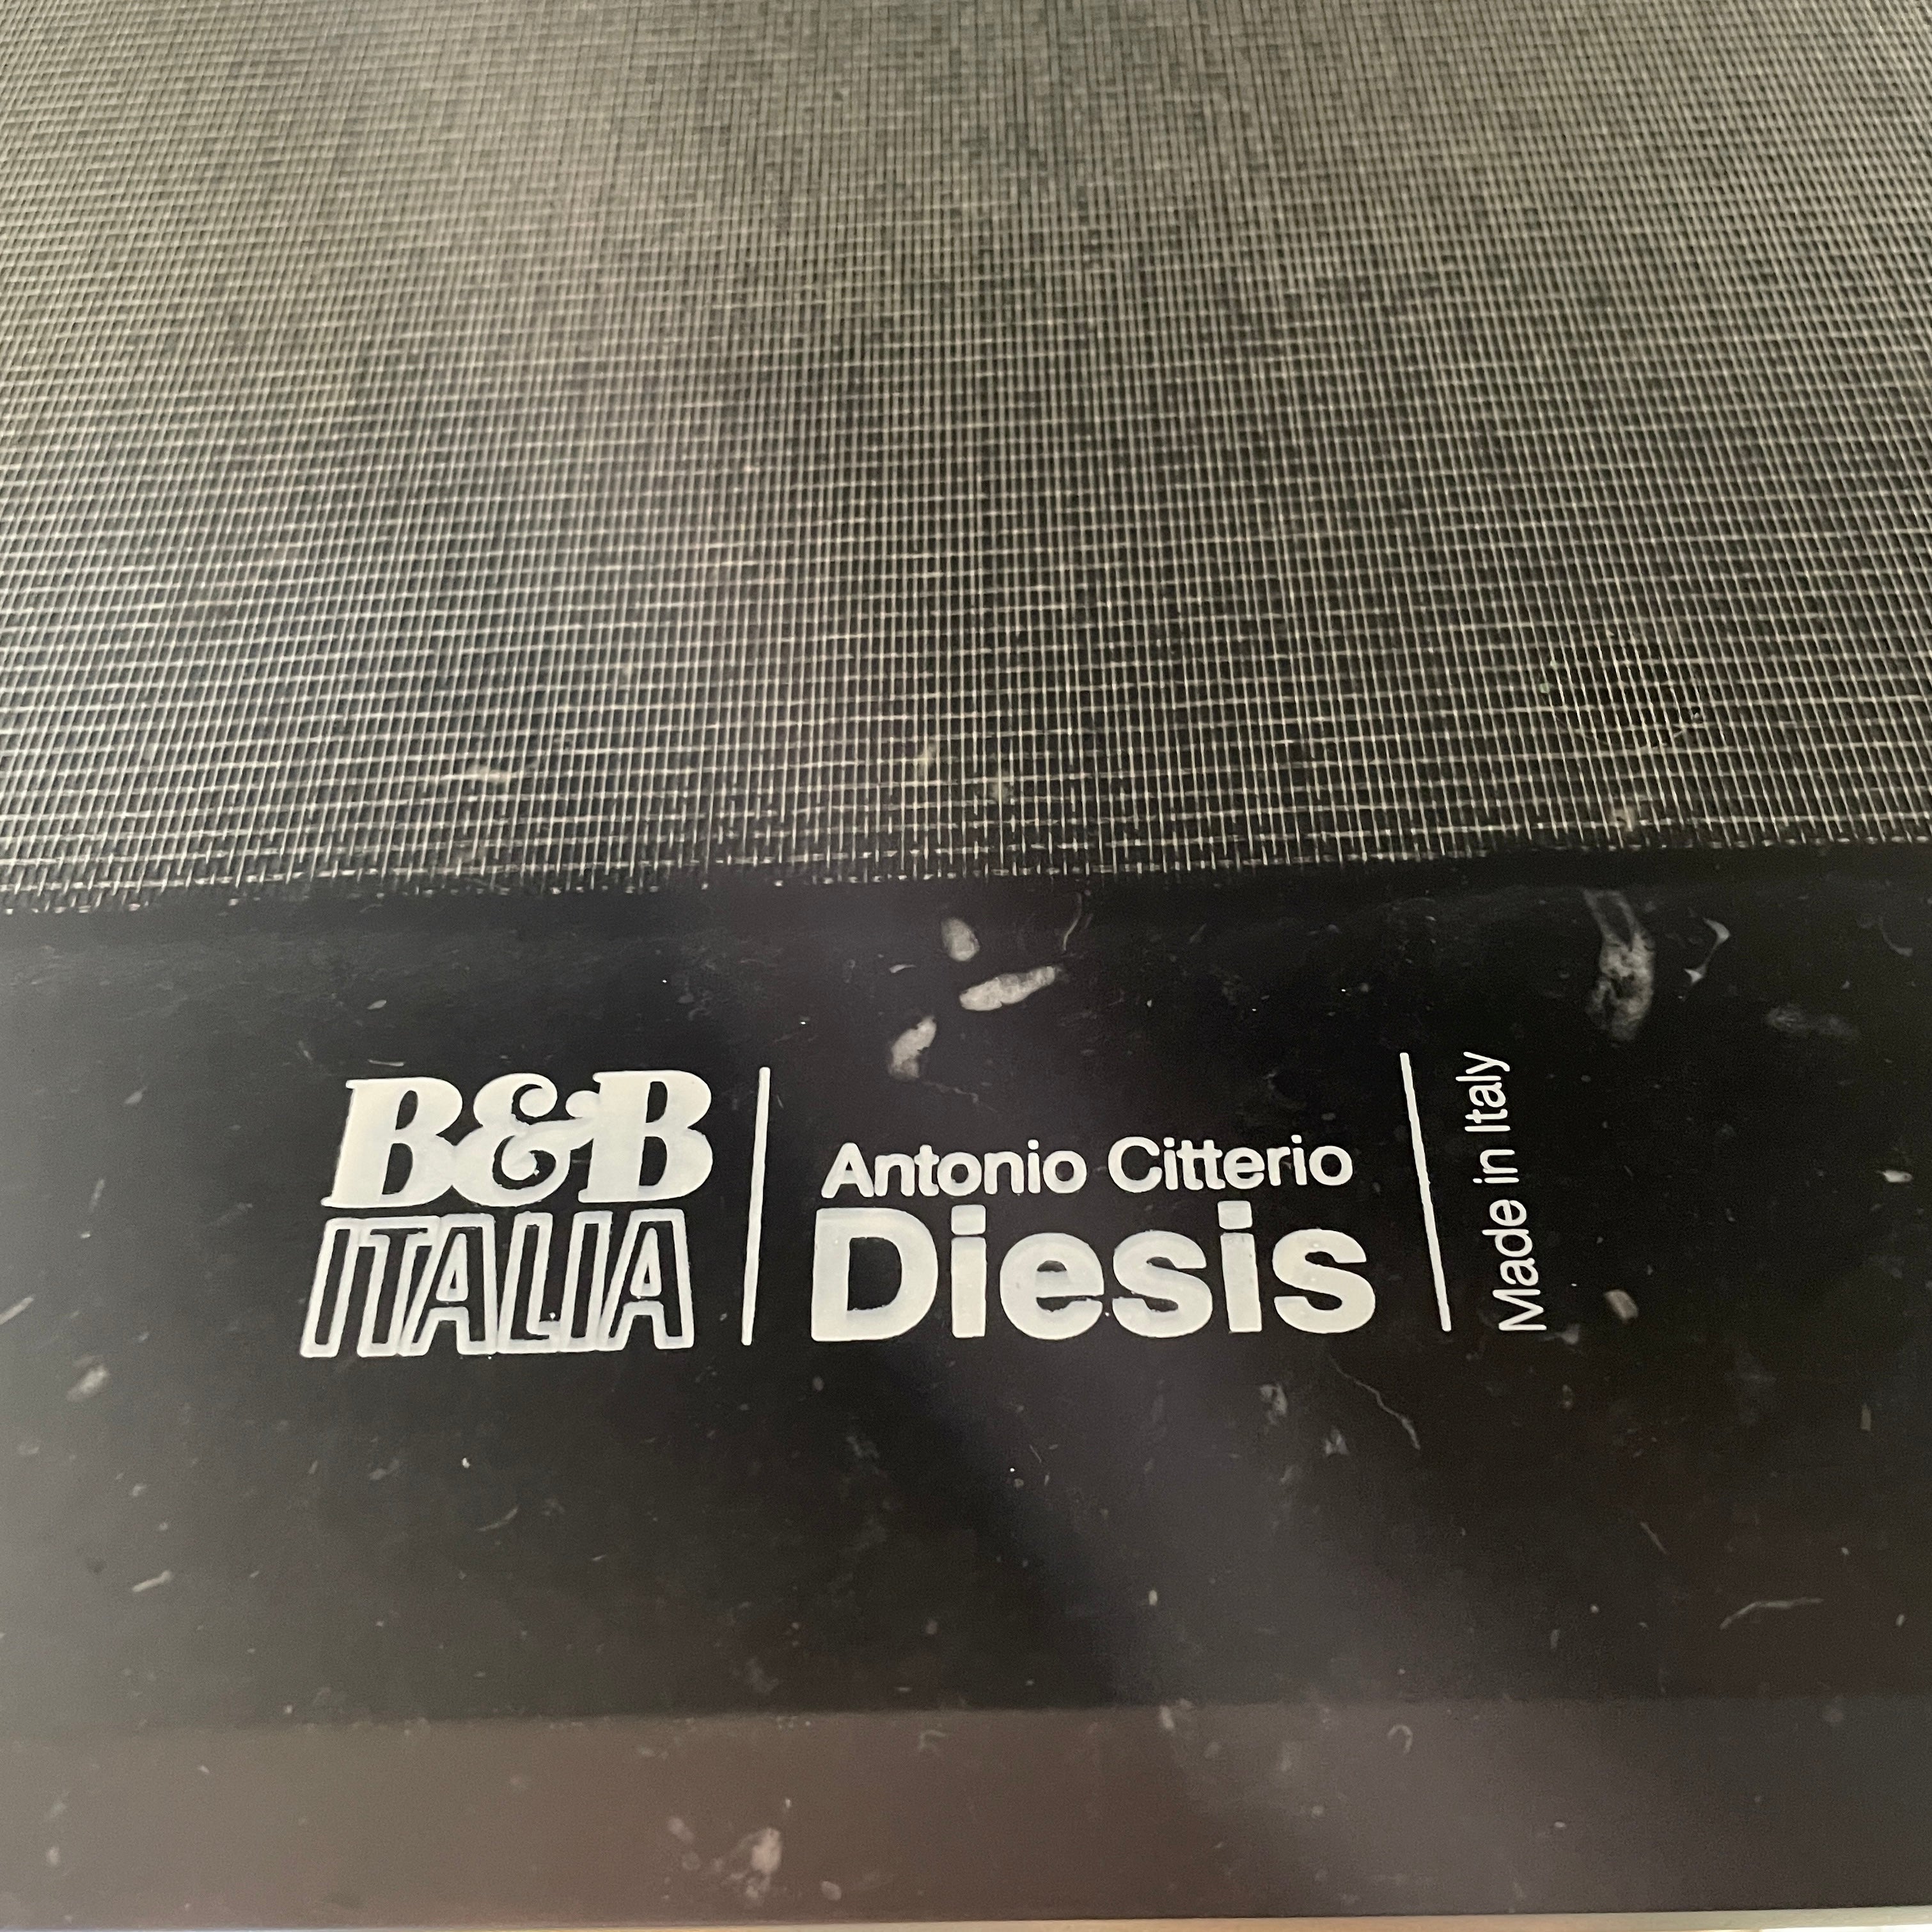 B&B
ITALIA
Antonio Citterio
Diesis
Made in Italy